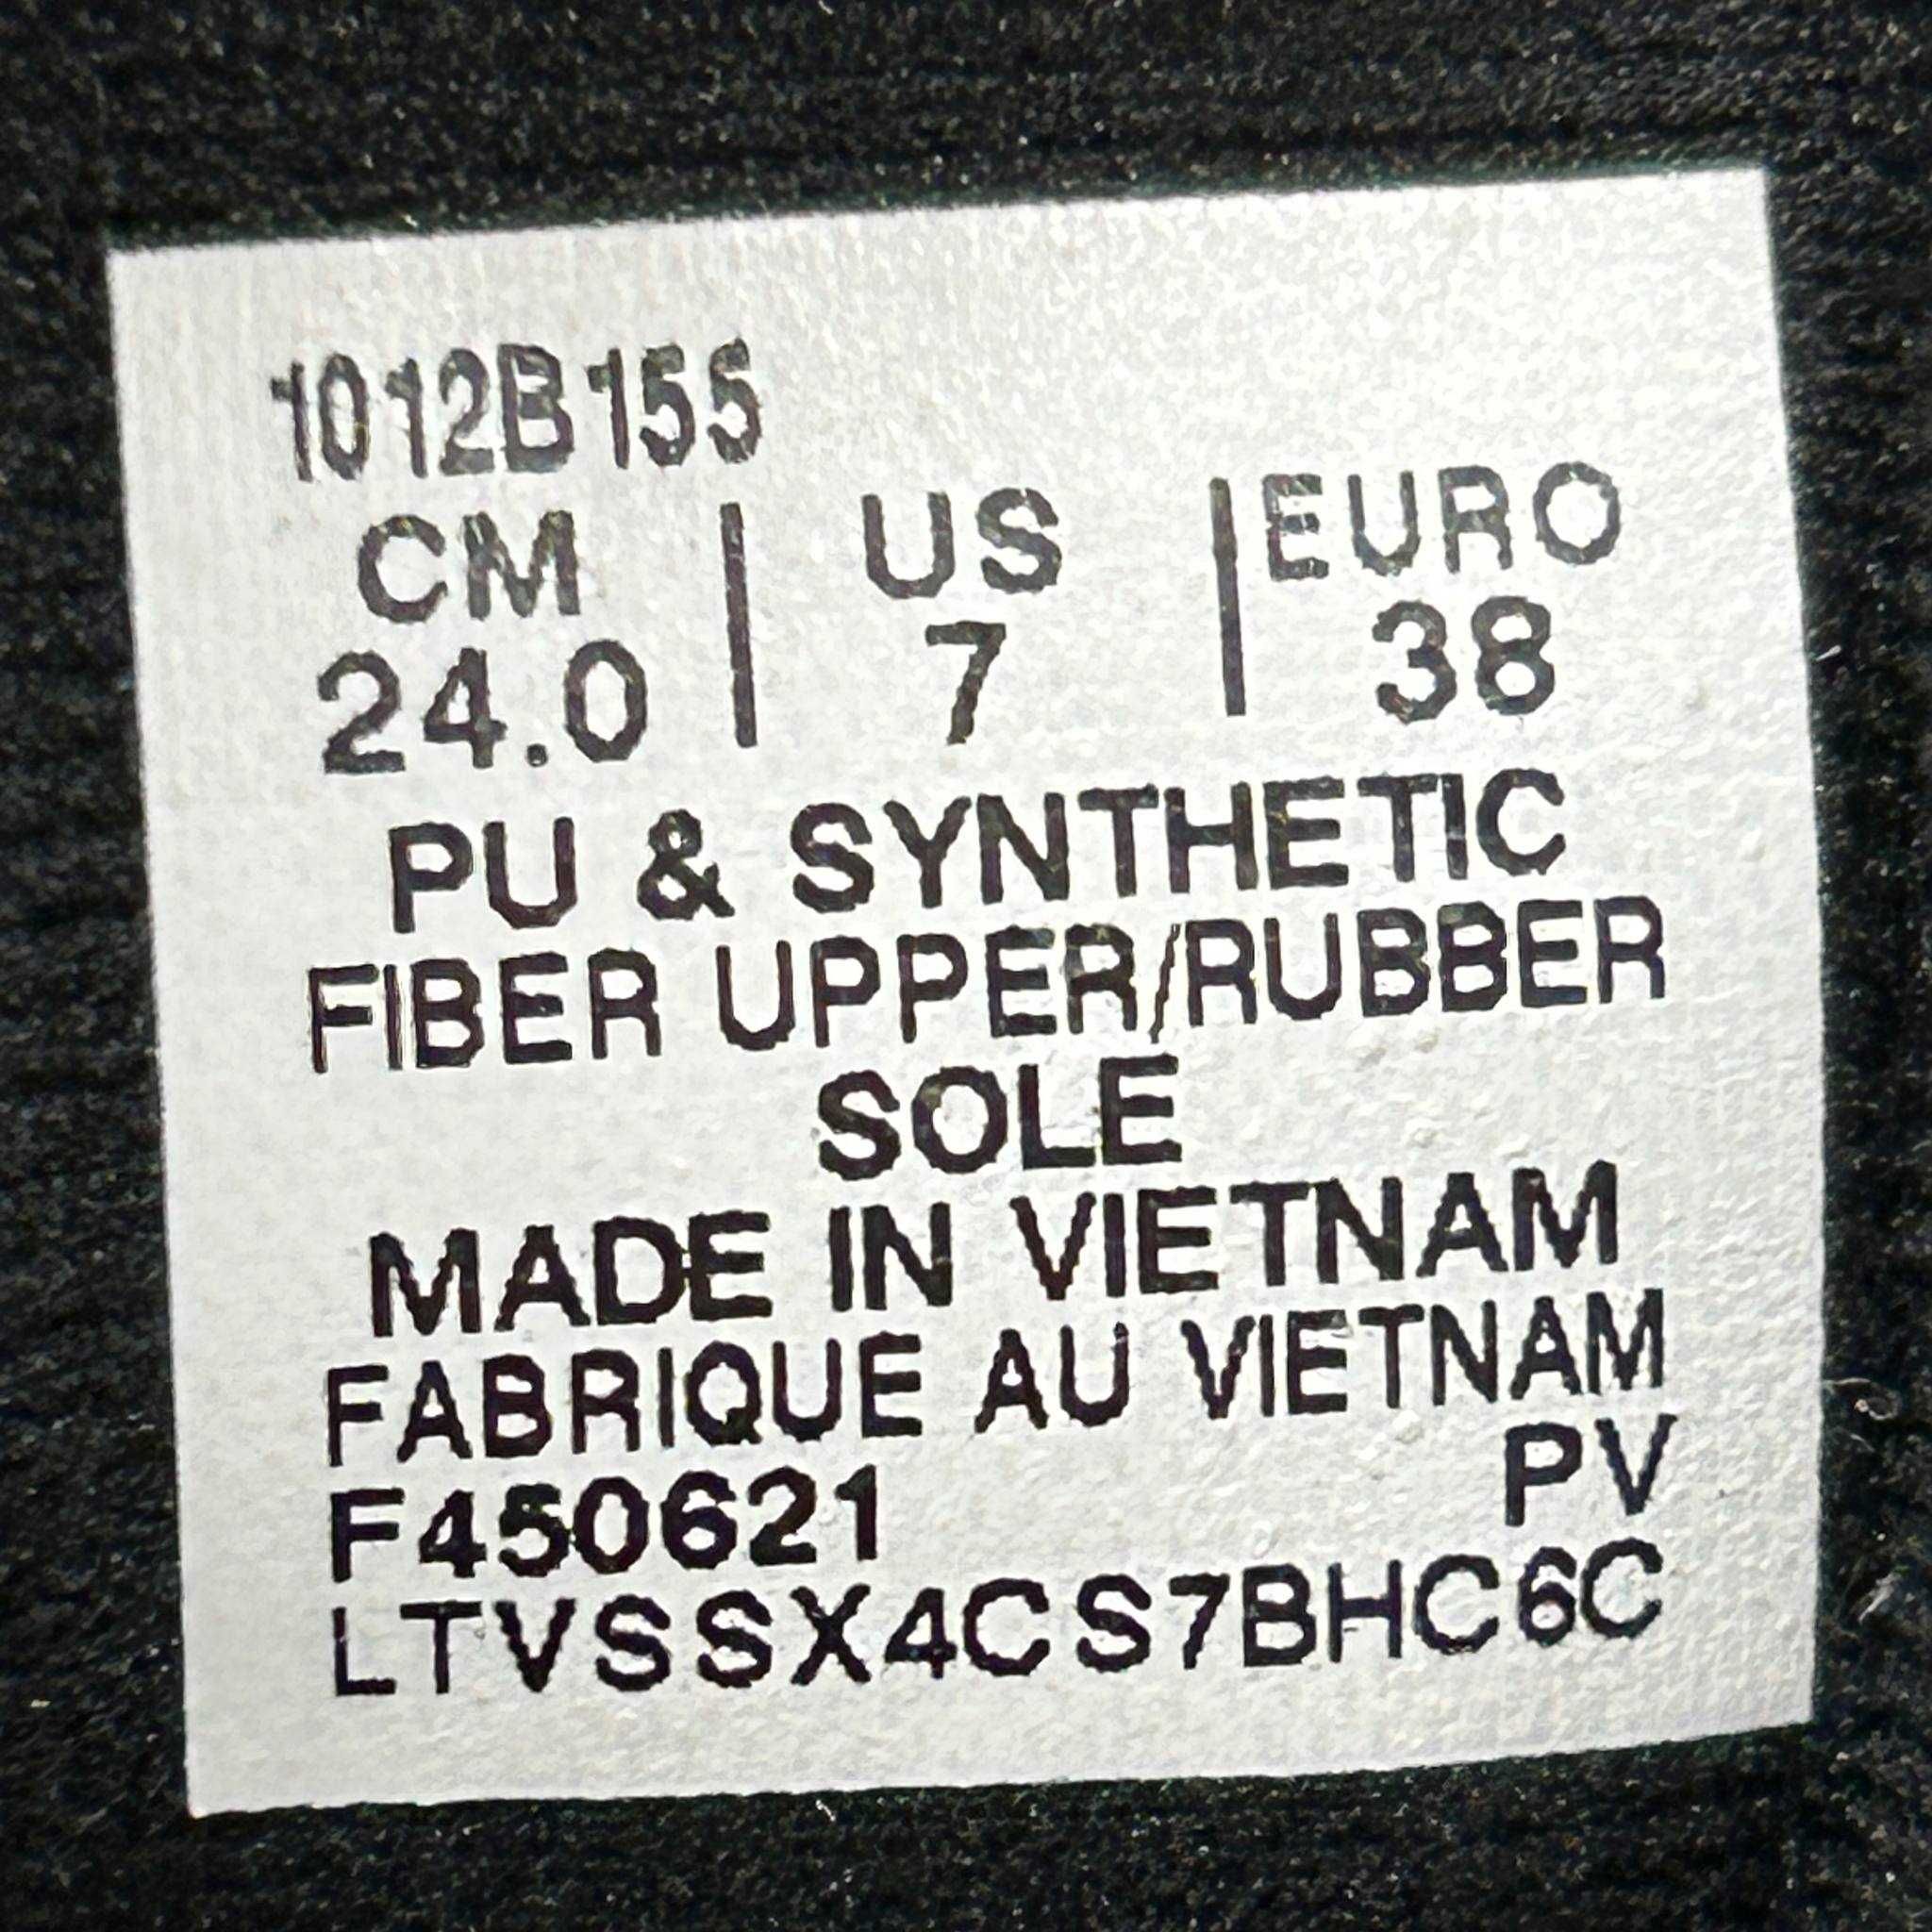 1012B155
CM | US | EURO
24.0 | 7 | 38
PU & SYNTHETIC
FIBER UPPER/RUBBER
SOLE
MADE IN VIETNAM
FABRIQUE AU VIETNAM
F450621 PV
LTVSSX4CS7BHC6C